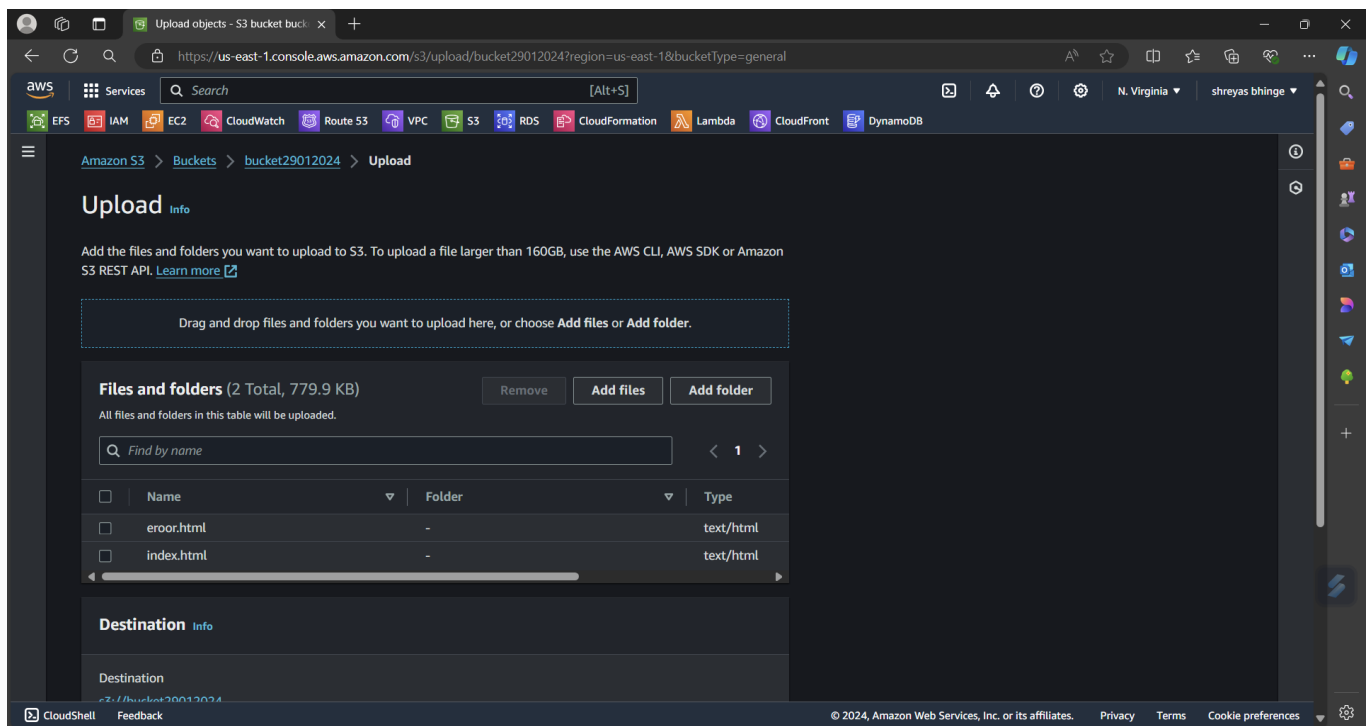 Upload objects - S3 bucket buck
https://us-east-1.console.aws.amazon.com/s3/upload/bucket29012024?region=us-east-1&bucketType=general
aws Services Search [Alt+S] N. Virginia ▼ shreyas bhinge ▼
EFS IAM EC2 CloudWatch Route 53 VPC S3 RDS CloudFormation Lambda CloudFront DynamoDB
Amazon S3 > Buckets > bucket29012024 > Upload
Upload Info
Add the files and folders you want to upload to S3. To upload a file larger than 160GB, use the AWS CLI, AWS SDK or Amazon
S3 REST API. Learn more
Drag and drop files and folders you want to upload here, or choose Add files or Add folder.
Files and folders (2 Total, 779.9 KB) Remove Add files Add folder
All files and folders in this table will be uploaded.
Find by name < 1 >
Name Folder Type
eroor.html - text/html
index.html - text/html
Destination Info
Destination
s3://bucket29012024
CloudShell Feedback © 2024, Amazon Web Services, Inc. or its affiliates. Privacy Terms Cookie preferences